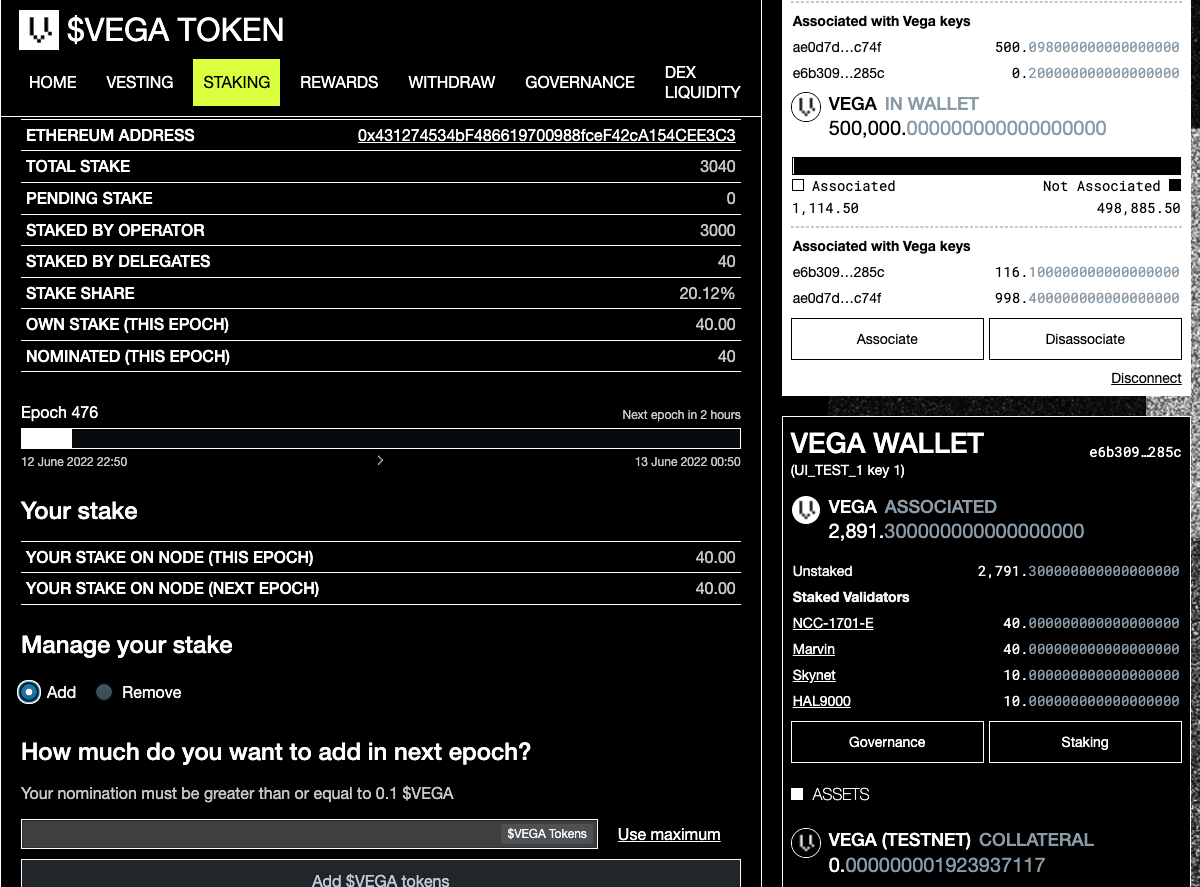 $VEGA TOKEN
HOME VESTING STAKING REWARDS WITHDRAW GOVERNANCE DEX LIQUIDITY
ETHEREUM ADDRESS 0x431274534bF486619700988fceF42cA154CEE3C3
TOTAL STAKE 3040
PENDING STAKE 0
STAKED BY OPERATOR 3000
STAKED BY DELEGATES 40
STAKE SHARE 20.12%
OWN STAKE (THIS EPOCH) 40.00
NOMINATED (THIS EPOCH) 40
Epoch 476 Next epoch in 2 hours
12 June 2022 22:50 13 June 2022 00:50
Your stake
YOUR STAKE ON NODE (THIS EPOCH) 40.00
YOUR STAKE ON NODE (NEXT EPOCH) 40.00
Manage your stake
Add Remove
How much do you want to add in next epoch?
Your nomination must be greater than or equal to 0.1 $VEGA
$VEGA Tokens Use maximum
Add $VEGA tokens
Associated with Vega keys
ae0d7d…c74f 500.098000000000000000
e6b309…285c 0.200000000000000000
VEGA IN WALLET
500,000.000000000000000000
Associated Not Associated
1,114.50 498,885.50
Associated with Vega keys
e6b309…285c 116.100000000000000000
ae0d7d…c74f 998.400000000000000000
Associate Disassociate
Disconnect
VEGA WALLET e6b309…285c
(UI_TEST_1 key 1)
VEGA ASSOCIATED
2,891.300000000000000000
Unstaked 2,791.300000000000000000
Staked Validators
NCC-1701-E 40.000000000000000000
Marvin 40.000000000000000000
Skynet 10.000000000000000000
HAL9000 10.000000000000000000
Governance Staking
ASSETS
VEGA (TESTNET) COLLATERAL
0.000000001923937117